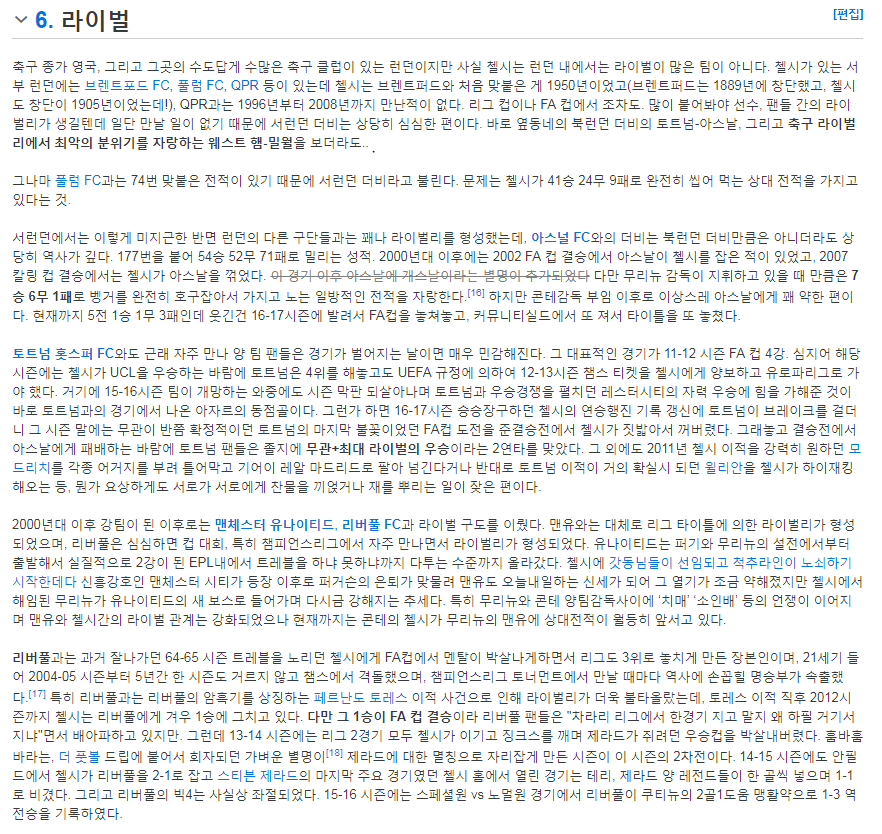 6. 라이벌
[편집]
축구 종가 영국, 그리고 그곳의 수도답게 수많은 축구 클럽이 있는 런던이지만 사실 첼시는 런던 내에서는 라이벌이 많은 팀이 아니다. 첼시가 있는 서
부 런던에는 브렌트포드 FC, 풀럼 FC, QPR 등이 있는데 첼시는 브렌트퍼드와 처음 맞붙은 게 1950년이었고(브렌트퍼드는 1889년에 창단했고, 첼시
도 창단이 1905년이었는데!), QPR과는 1996년부터 2008년까지 만난적이 없다. 리그 컵이나 FA 컵에서 조차도. 많이 붙어봐야 선수, 팬들 간의 라이
벌리가 생길텐데 일단 만날 일이 없기 때문에 서런던 더비는 상당히 심심한 편이다. 바로 옆동네의 북런던 더비의 토트넘-아스날, 그리고 축구 라이벌
리에서 최악의 분위기를 자랑하는 웨스트 햄-밀월을 보더라도.. .
그나마 풀럼 FC과는 74번 맞붙은 전적이 있기 때문에 서런던 더비라고 불린다. 문제는 첼시가 41승 24무 9패로 완전히 씹어 먹는 상대 전적을 가지고
있다는 것.
서런던에서는 이렇게 미지근한 반면 런던의 다른 구단들과는 꽤나 라이벌리를 형성했는데, 아스널 FC와의 더비는 북런던 더비만큼은 아니더라도 상
당히 역사가 깊다. 177번을 붙어 54승 52무 71패로 밀리는 성적. 2000년대 이후에는 2002 FA 컵 결승에서 아스날이 첼시를 잡은 적이 있었고, 2007
칼링 컵 결승에서는 첼시가 아스날을 꺾었다. 이 경기 이후 아스날에 개스날이라는 별명이 추가되었다 다만 무리뉴 감독이 지휘하고 있을 때 만큼은 7
승 6무 1패로 벵거를 완전히 호구잡아서 가지고 노는 일방적인 전적을 자랑한다.[16] 하지만 콘테감독 부임 이후로 이상스레 아스날에게 꽤 약한 편이
다. 현재까지 5전 1승 1무 3패인데 웃긴건 16-17시즌에 발려서 FA컵을 놓쳐놓고, 커뮤니티실드에서 또 져서 타이틀을 또 놓쳤다.
토트넘 홋스퍼 FC와도 근래 자주 만나 양 팀 팬들은 경기가 벌어지는 날이면 매우 민감해진다. 그 대표적인 경기가 11-12 시즌 FA 컵 4강. 심지어 해당
시즌에는 첼시가 UCL을 우승하는 바람에 토트넘은 4위를 해놓고도 UEFA 규정에 의하여 12-13시즌 챔스 티켓을 첼시에게 양보하고 유로파리그로 가
야 했다. 거기에 15-16시즌 팀이 개망하는 와중에도 시즌 막판 되살아나며 토트넘과 우승경쟁을 펼치던 레스터시티의 자력 우승에 힘을 가해준 것이
바로 토트넘과의 경기에서 나온 아자르의 동점골이다. 그런가 하면 16-17시즌 승승장구하던 첼시의 연승행진 기록 갱신에 토트넘이 브레이크를 걸더
니 그 시즌 말에는 무관이 반쯤 확정적이던 토트넘의 마지막 불꽃이었던 FA컵 도전을 준결승전에서 첼시가 짓밟아서 꺼버렸다. 그래놓고 결승전에서
아스날에게 패배하는 바람에 토트넘 팬들은 졸지에 무관+최대 라이벌의 우승이라는 2연타를 맞았다. 그 외에도 2011년 첼시 이적을 강력히 원하던 모
드리치를 각종 어거지를 부려 틀어막고 기어이 레알 마드리드로 팔아 넘긴다거나 반대로 토트넘 이적이 거의 확실시 되던 윌리안을 첼시가 하이재킹
해오는 등, 뭔가 요상하게도 서로가 서로에게 찬물을 끼얹거나 재를 뿌리는 일이 잦은 편이다.
2000년대 이후 강팀이 된 이후로는 맨체스터 유나이티드, 리버풀 FC과 라이벌 구도를 이뤘다. 맨유와는 대체로 리그 타이틀에 의한 라이벌리가 형성
되었으며, 리버풀은 심심하면 컵 대회, 특히 챔피언스리그에서 자주 만나면서 라이벌리가 형성되었다. 유나이티드는 퍼기와 무리뉴의 설전에서부터
출발해서 실질적으로 2강이 된 EPL내에서 트레블을 하냐 못하냐까지 다투는 수준까지 올라갔다. 첼시에 갓동님들이 선임되고 척추라인이 노쇠하기
시작한데다 신흥강호인 맨체스터 시티가 등장 이후로 퍼거슨의 은퇴가 맞물려 맨유도 오늘내일하는 신세가 되어 그 열기가 조금 약해졌지만 첼시에서
해임된 무리뉴가 유나이티드의 새 보스로 들어가며 다시금 강해지는 추세다. 특히 무리뉴와 콘테 양팀감독사이에 ‘치매’ ‘소인배’ 등의 언쟁이 이어지
며 맨유와 첼시간의 라이벌 관계는 강화되었으나 현재까지는 콘테의 첼시가 무리뉴의 맨유에 상대전적이 월등히 앞서고 있다.
리버풀과는 과거 잘나가던 64-65 시즌 트레블을 노리던 첼시에게 FA컵에서 멘탈이 박살나게하면서 리그도 3위로 놓치게 만든 장본인이며, 21세기 들
어 2004-05 시즌부터 5년간 한 시즌도 거르지 않고 챔스에서 격돌했으며, 챔피언스리그 토너먼트에서 만날 때마다 역사에 손꼽힐 명승부가 속출했
다.[17] 특히 리버풀과는 리버풀의 암흑기를 상징하는 페르난도 토레스 이적 사건으로 인해 라이벌리가 더욱 불타올랐는데, 토레스 이적 직후 2012시
즌까지 첼시는 리버풀에게 겨우 1승에 그치고 있다. 다만 그 1승이 FA 컵 결승이라 리버풀 팬들은 "차라리 리그에서 한경기 지고 말지 왜 하필 거기서
지냐"면서 배아파하고 있지만. 그런데 13-14 시즌에는 리그 2경기 모두 첼시가 이기고 징크스를 깨며 제라드가 쥐려던 우승컵을 박살내버렸다. 훔바훔
바라는, 더 풋볼 드립에 붙어서 회자되던 가벼운 별명이[18] 제라드에 대한 멸칭으로 자리잡게 만든 시즌이 이 시즌의 2차전이다. 14-15 시즌에도 안필
드에서 첼시가 리버풀을 2-1로 잡고 스티븐 제라드의 마지막 주요 경기였던 첼시 홈에서 열린 경기는 테리, 제라드 양 레전드들이 한 골씩 넣으며 1-1
로 비겼다. 그리고 리버풀의 빅4는 사실상 좌절되었다. 15-16 시즌에는 스페셜원 vs 노멀원 경기에서 리버풀이 쿠티뉴의 2골1도움 맹활약으로 1-3 역
전승을 기록하였다.